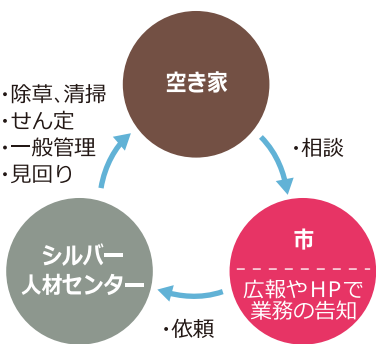 空き家
・除草、清掃
・せん定
・一般管理
・見回り
・相談
市
広報やＨＰで
業務の告知
シルバー
人材センター
・依頼